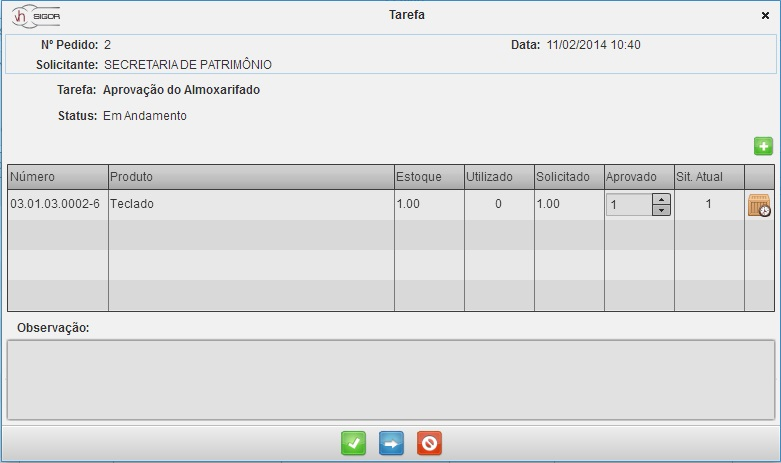 vh SIGOR
Tarefa
Nº Pedido: 2 Data: 11/02/2014 10:40
Solicitante: SECRETARIA DE PATRIMÔNIO
Tarefa: Aprovação do Almoxarifado
Status: Em Andamento
Número Produto Estoque Utilizado Solicitado Aprovado Sit. Atual
03.01.03.0002-6 Teclado 1.00 0 1.00 1 1
Observação: